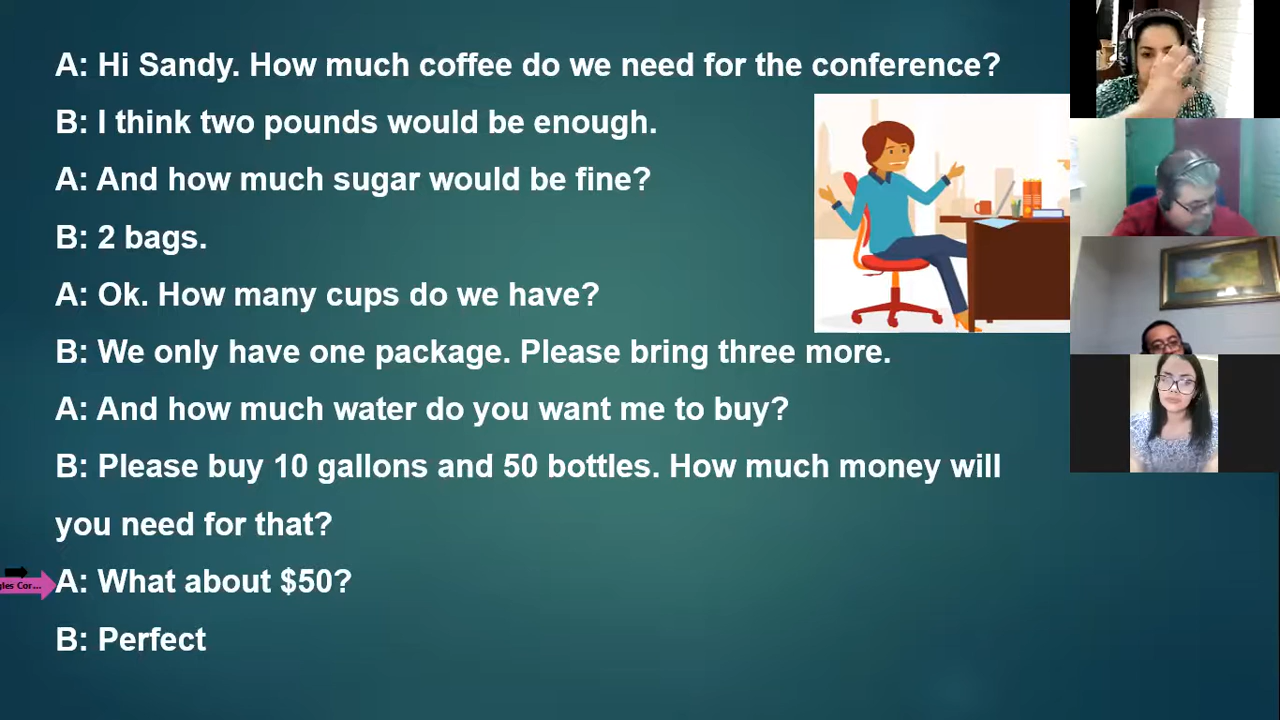 A: Hi Sandy. How much coffee do we need for the conference?
B: I think two pounds would be enough.
A: And how much sugar would be fine?
B: 2 bags.
A: Ok. How many cups do we have?
B: We only have one package. Please bring three more.
A: And how much water do you want me to buy?
B: Please buy 10 gallons and 50 bottles. How much money will
you need for that?
A: What about $50?
B: Perfect